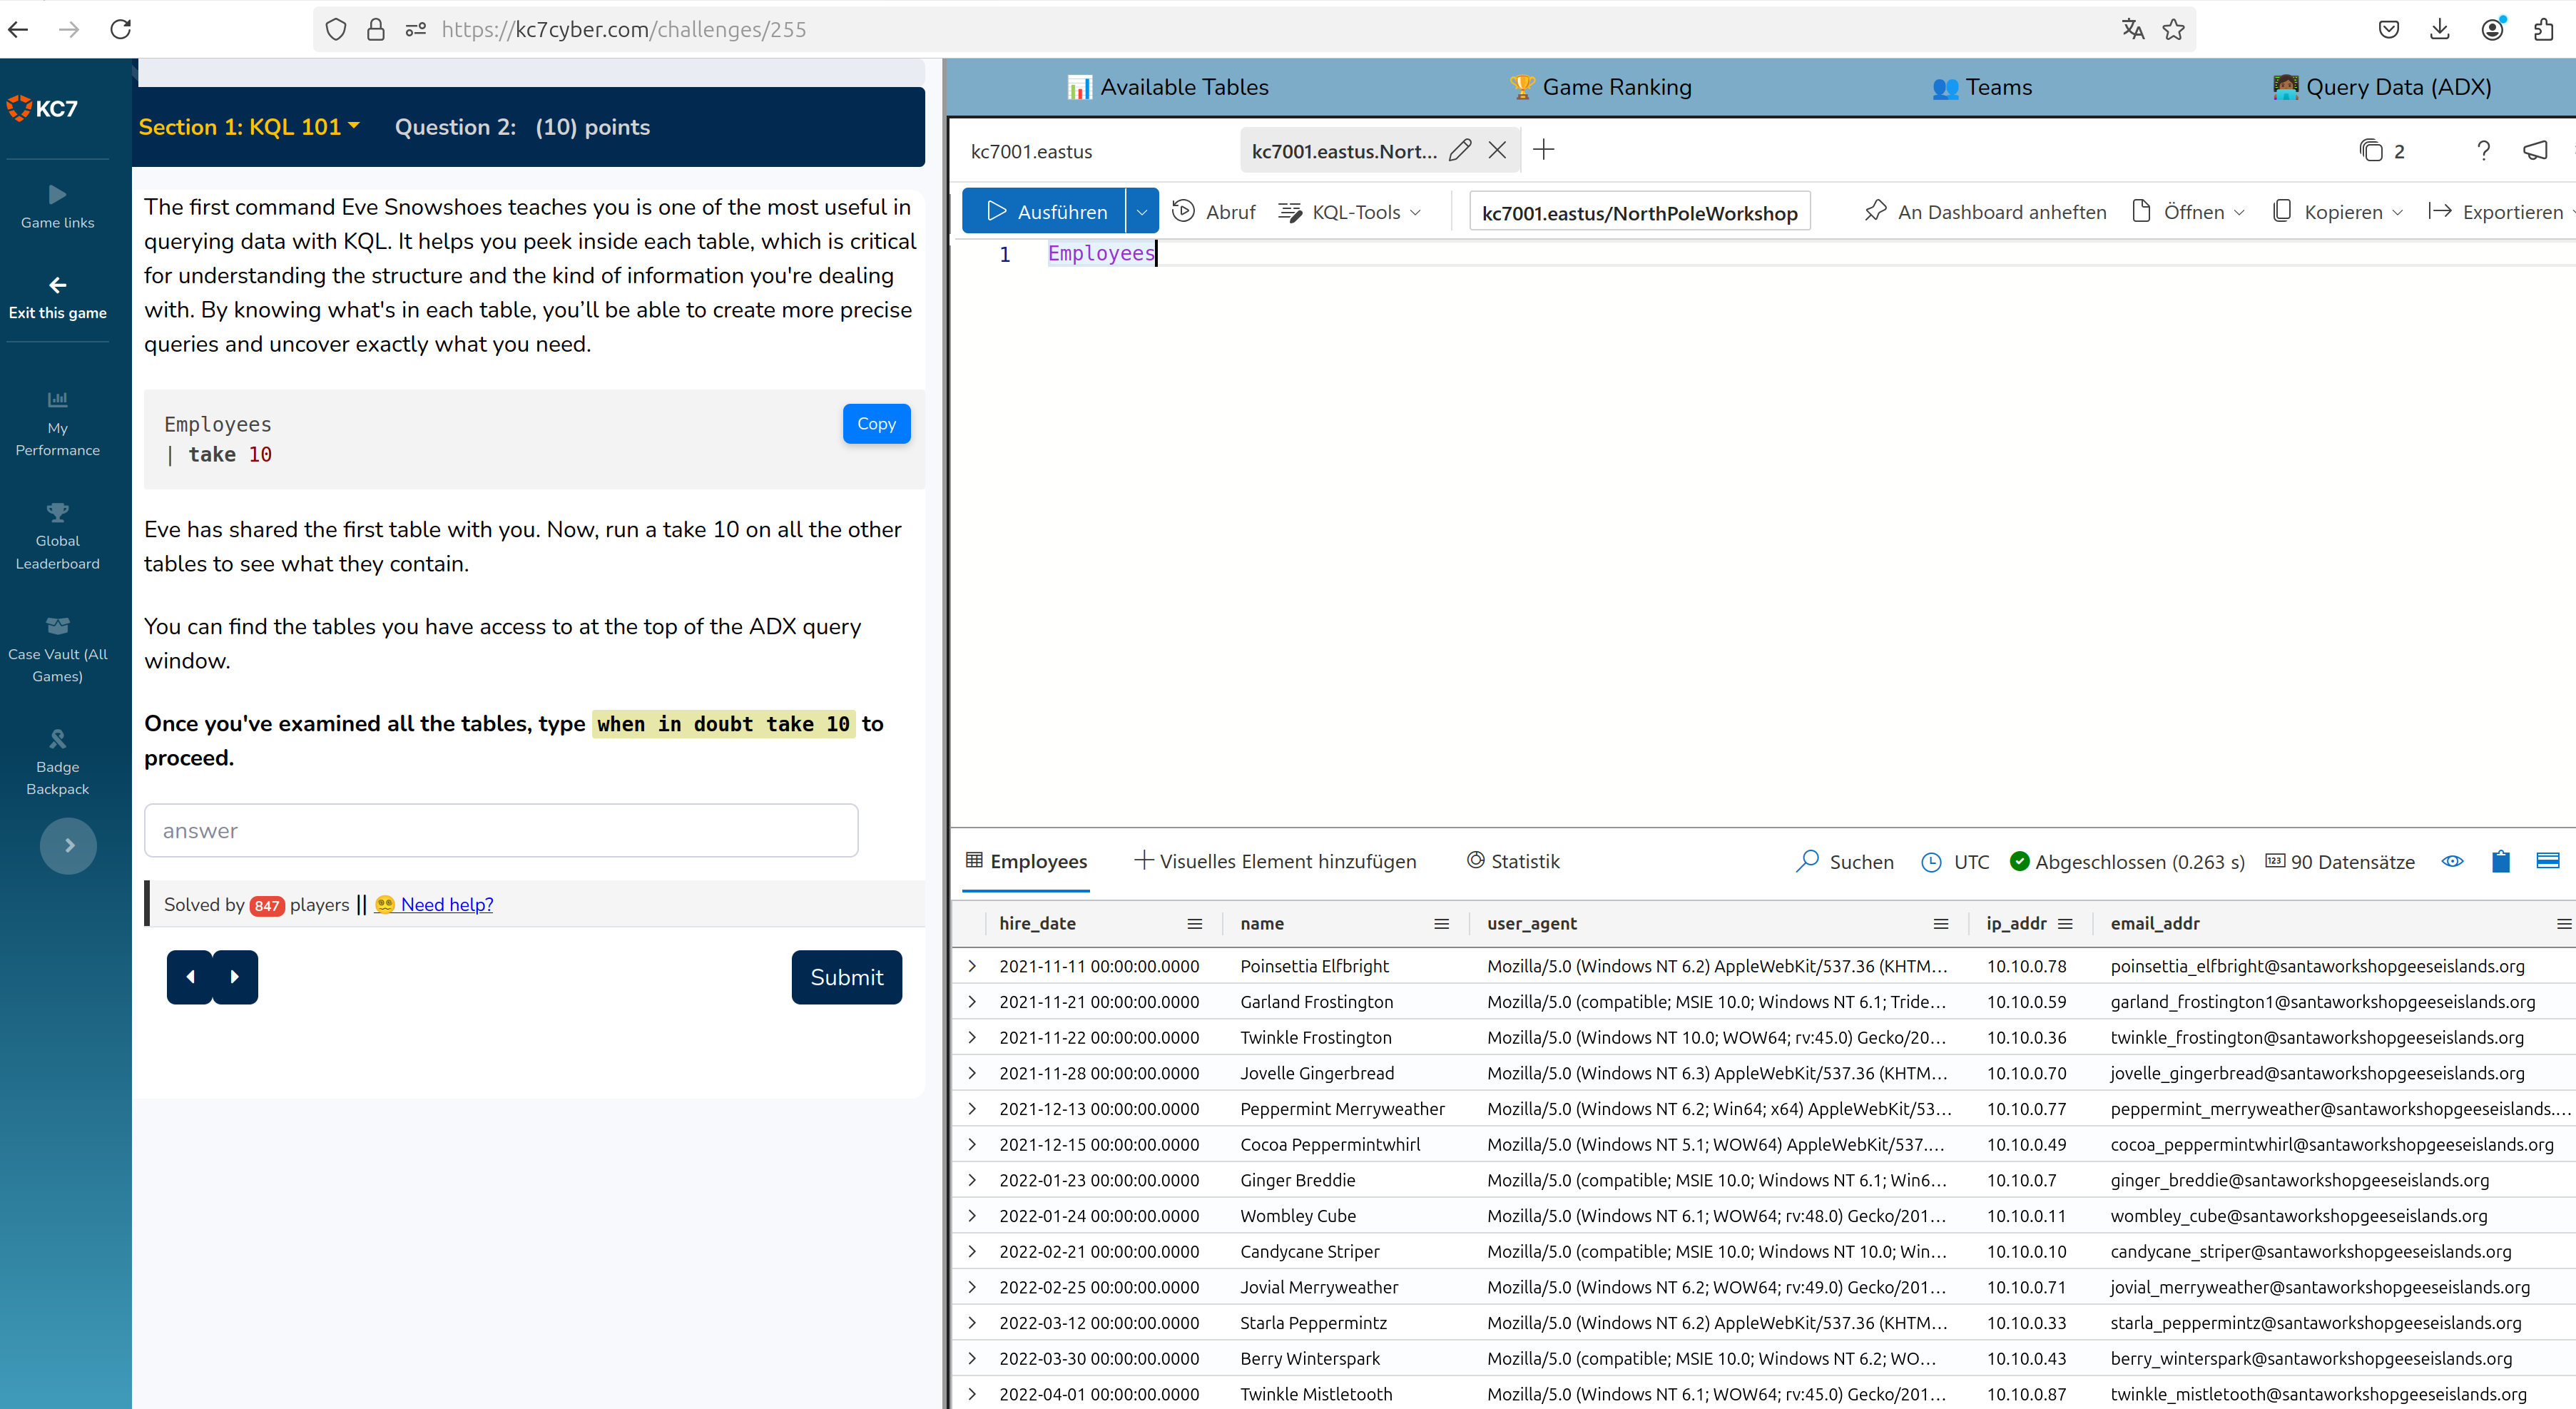 https://kc7cyber.com/challenges/255
KC7
Game links
Exit this game
My
Performance
Global
Leaderboard
Case Vault (All
Games)
Badge
Backpack
Section 1: KQL 101
Question 2: (10) points
The first command Eve Snowshoes teaches you is one of the most useful in
querying data with KQL. It helps you peek inside each table, which is critical
for understanding the structure and the kind of information you're dealing
with. By knowing what's in each table, you’ll be able to create more precise
queries and uncover exactly what you need.
Employees
| take 10
Copy
Eve has shared the first table with you. Now, run a take 10 on all the other
tables to see what they contain.
You can find the tables you have access to at the top of the ADX query
window.
Once you've examined all the tables, type when in doubt take 10 to
proceed.
answer
Solved by 847 players || Need help?
Submit
Available Tables
Game Ranking
Teams
Query Data (ADX)
kc7001.eastus
kc7001.eastus.Nort...
2
Ausführen
Abruf
KQL-Tools
kc7001.eastus/NorthPoleWorkshop
An Dashboard anheften
Öffnen
Kopieren
Exportieren
1 Employees
Employees
Visuelles Element hinzufügen
Statistik
Suchen
UTC
Abgeschlossen (0.263 s)
90 Datensätze
hire_date name user_agent ip_addr email_addr
2021-11-11 00:00:00.0000 Poinsettia Elfbright Mozilla/5.0 (Windows NT 6.2) AppleWebKit/537.36 (KHTM... 10.10.0.78 poinsettia_elfbright@santaworkshopgeeseislands.org
2021-11-21 00:00:00.0000 Garland Frostington Mozilla/5.0 (compatible; MSIE 10.0; Windows NT 6.1; Tride... 10.10.0.59 garland_frostington1@santaworkshopgeeseislands.org
2021-11-22 00:00:00.0000 Twinkle Frostington Mozilla/5.0 (Windows NT 10.0; WOW64; rv:45.0) Gecko/20... 10.10.0.36 twinkle_frostington@santaworkshopgeeseislands.org
2021-11-28 00:00:00.0000 Jovelle Gingerbread Mozilla/5.0 (Windows NT 6.3) AppleWebKit/537.36 (KHTM... 10.10.0.70 jovelle_gingerbread@santaworkshopgeeseislands.org
2021-12-13 00:00:00.0000 Peppermint Merryweather Mozilla/5.0 (Windows NT 6.2; Win64; x64) AppleWebKit/53... 10.10.0.77 peppermint_merryweather@santaworkshopgeeseislands....
2021-12-15 00:00:00.0000 Cocoa Peppermintwhirl Mozilla/5.0 (Windows NT 5.1; WOW64) AppleWebKit/537.... 10.10.0.49 cocoa_peppermintwhirl@santaworkshopgeeseislands.org
2022-01-23 00:00:00.0000 Ginger Breddie Mozilla/5.0 (compatible; MSIE 10.0; Windows NT 6.1; Win6... 10.10.0.7 ginger_breddie@santaworkshopgeeseislands.org
2022-01-24 00:00:00.0000 Wombley Cube Mozilla/5.0 (Windows NT 6.1; WOW64; rv:48.0) Gecko/201... 10.10.0.11 wombley_cube@santaworkshopgeeseislands.org
2022-02-21 00:00:00.0000 Candycane Striper Mozilla/5.0 (compatible; MSIE 10.0; Windows NT 10.0; Win... 10.10.0.10 candycane_striper@santaworkshopgeeseislands.org
2022-02-25 00:00:00.0000 Jovial Merryweather Mozilla/5.0 (Windows NT 6.2; WOW64; rv:49.0) Gecko/201... 10.10.0.71 jovial_merryweather@santaworkshopgeeseislands.org
2022-03-12 00:00:00.0000 Starla Peppermintz Mozilla/5.0 (Windows NT 6.2) AppleWebKit/537.36 (KHTM... 10.10.0.33 starla_peppermintz@santaworkshopgeeseislands.org
2022-03-30 00:00:00.0000 Berry Winterspark Mozilla/5.0 (compatible; MSIE 10.0; Windows NT 6.2; WO... 10.10.0.43 berry_winterspark@santaworkshopgeeseislands.org
2022-04-01 00:00:00.0000 Twinkle Mistletooth Mozilla/5.0 (Windows NT 6.1; WOW64; rv:45.0) Gecko/201... 10.10.0.87 twinkle_mistletooth@santaworkshopgeeseislands.org